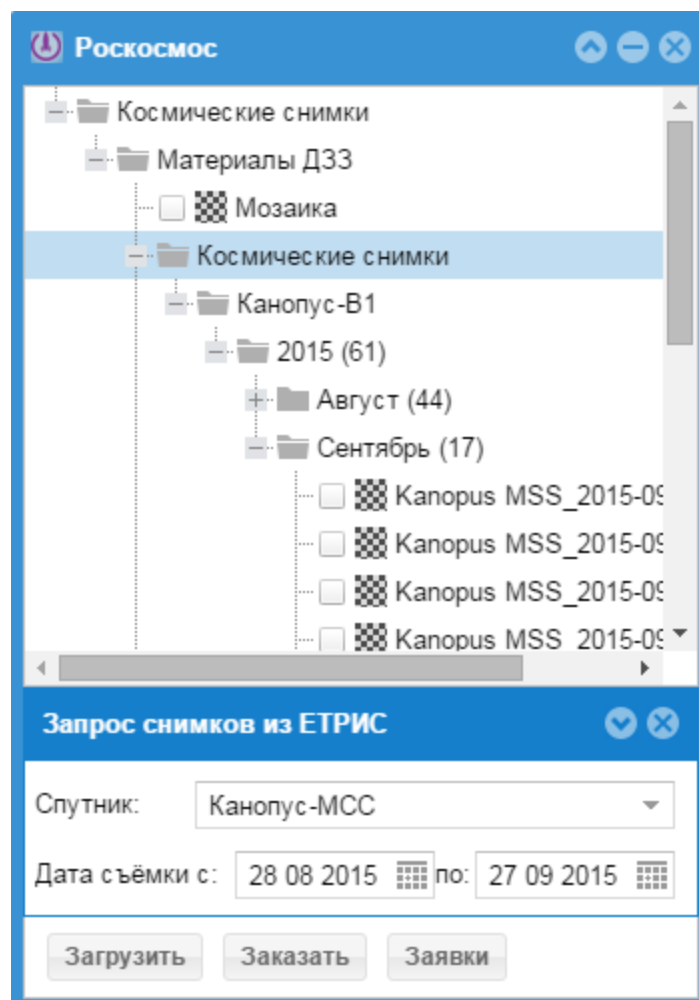 Роскосмос
Космические снимки
Материалы ДЗЗ
Мозаика
Космические снимки
Канопус-В1
2015 (61)
Август (44)
Сентябрь (17)
Kanopus MSS_2015-09
Kanopus MSS_2015-09
Kanopus MSS_2015-09
Kanopus MSS_2015-09
Запрос снимков из ЕТРИС
Спутник: Канопус-МСС
Дата съёмки с: 28 08 2015 по: 27 09 2015
Загрузить Заказать Заявки